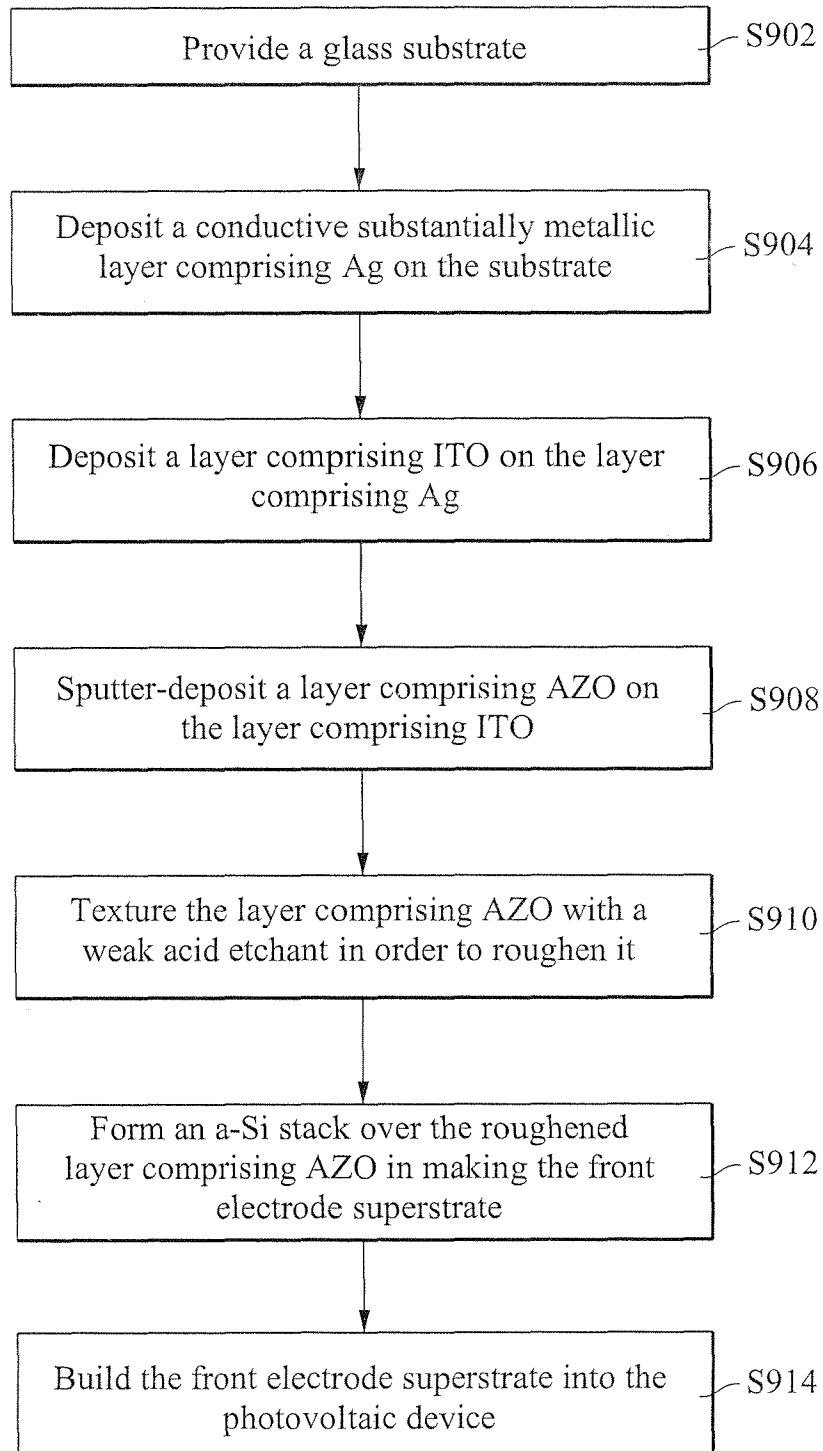 Provide a glass substrate
S902
Deposit a conductive substantially metallic
layer comprising Ag on the substrate
S904
Deposit a layer comprising ITO on the layer
comprising Ag
S906
Sputter-deposit a layer comprising AZO on
the layer comprising ITO
S908
Texture the layer comprising AZO with a
weak acid etchant in order to roughen it
S910
Form an a-Si stack over the roughened
layer comprising AZO in making the front
electrode superstrate
S912
Build the front electrode superstrate into the
photovoltaic device
S914